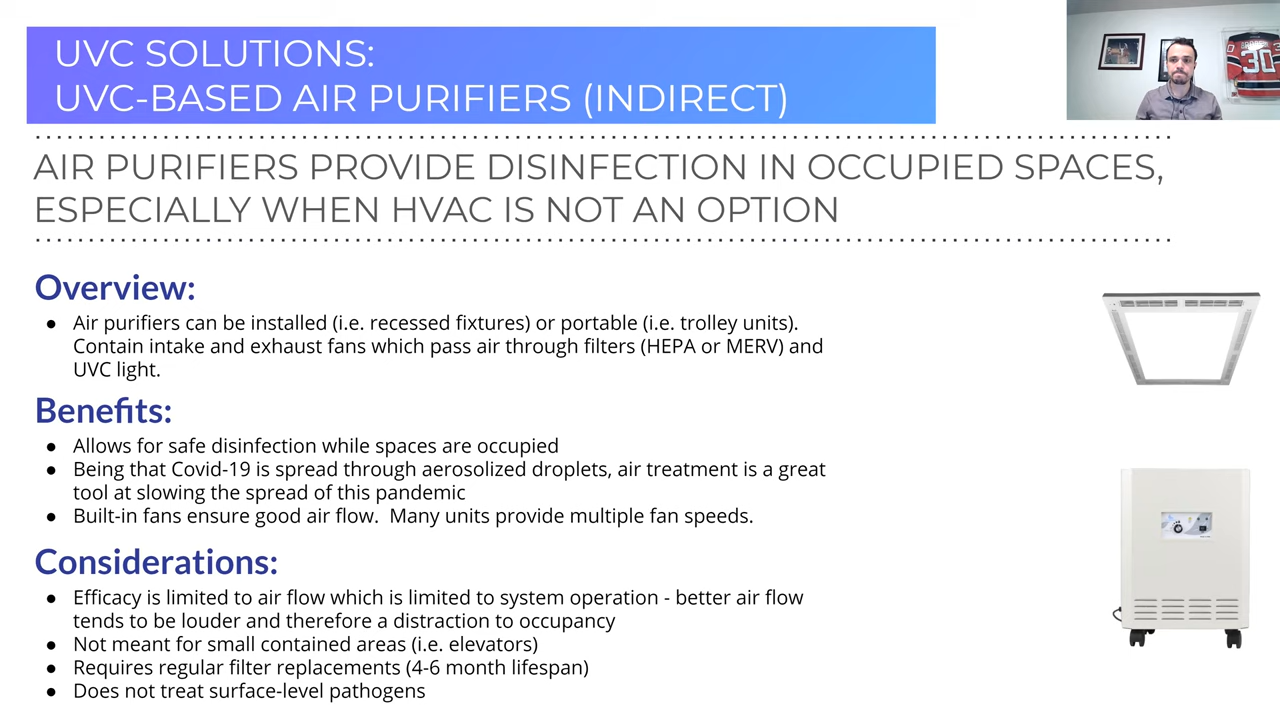 UVC SOLUTIONS:
UVC-BASED AIR PURIFIERS (INDIRECT)
30
AIR PURIFIERS PROVIDE DISINFECTION IN OCCUPIED SPACES,
ESPECIALLY WHEN HVAC IS NOT AN OPTION
Overview:
● Air purifiers can be installed (i.e. recessed fixtures) or portable (i.e. trolley units).
Contain intake and exhaust fans which pass air through filters (HEPA or MERV) and
UVC light.
Benefits:
● Allows for safe disinfection while spaces are occupied
● Being that Covid-19 is spread through aerosolized droplets, air treatment is a great
tool at slowing the spread of this pandemic
● Built-in fans ensure good air flow.  Many units provide multiple fan speeds.
Considerations:
● Efficacy is limited to air flow which is limited to system operation - better air flow
tends to be louder and therefore a distraction to occupancy
● Not meant for small contained areas (i.e. elevators)
● Requires regular filter replacements (4-6 month lifespan)
● Does not treat surface-level pathogens